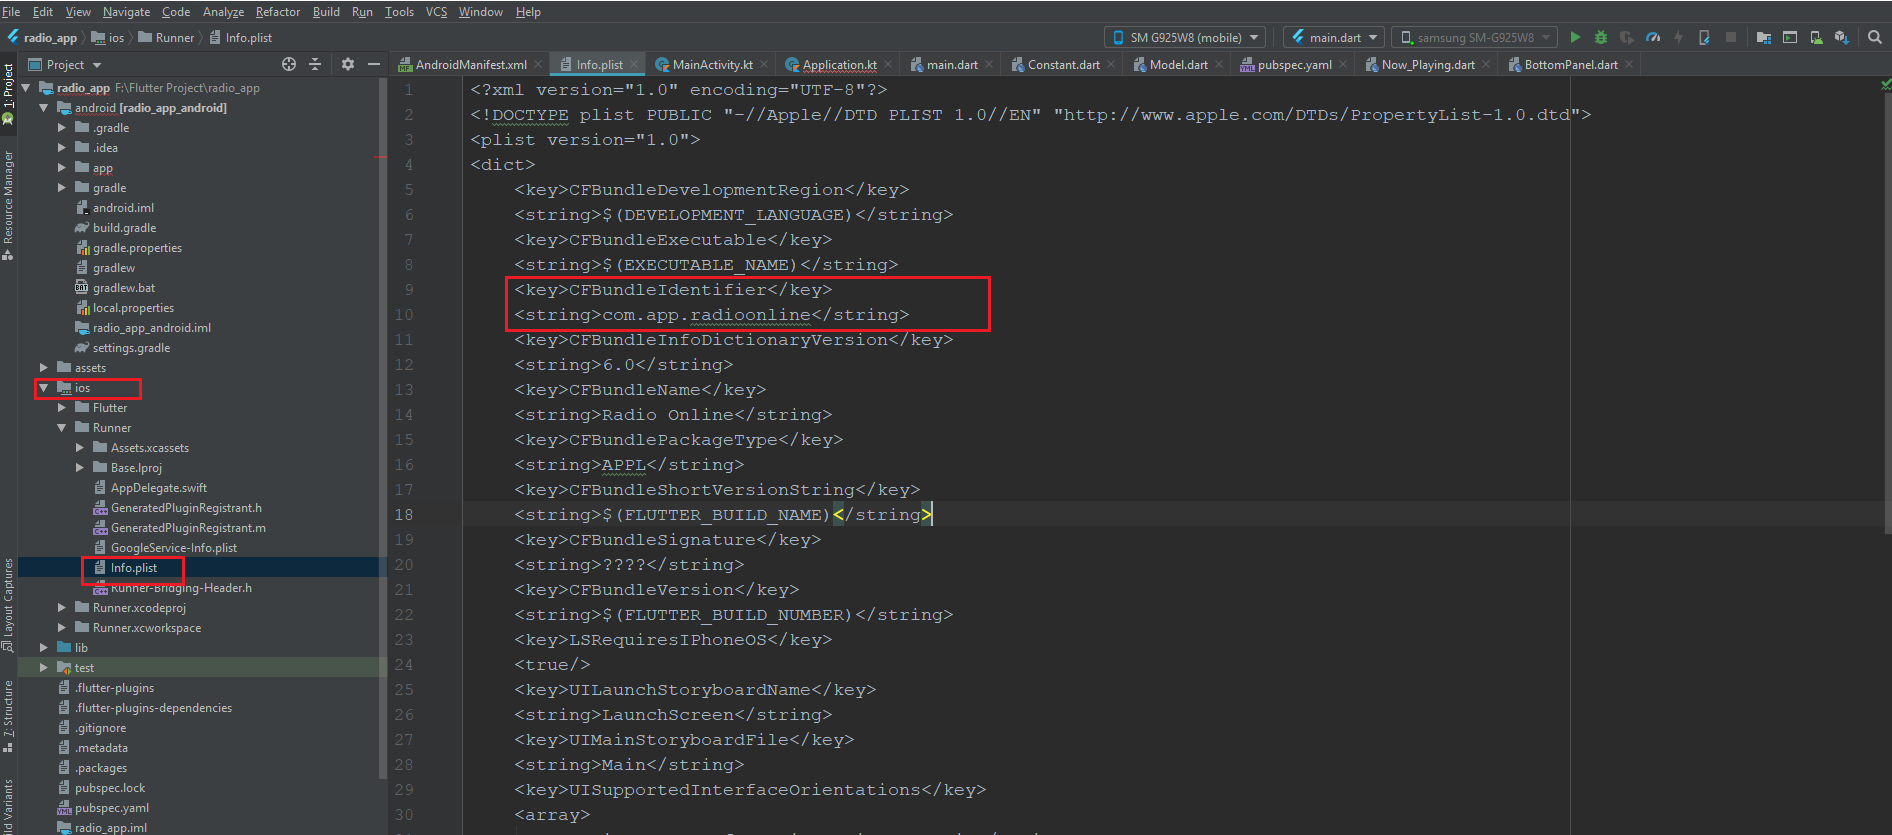 File Edit View Navigate Code Analyze Refactor Build Run Tools VCS Window Help
radio_app ios Runner Info.plist SM G925W8 (mobile) main.dart samsung SM-G925W8
Project AndroidManifest.xml Info.plist MainActivity.kt Application.kt main.dart Constant.dart Model.dart pubspec.yaml Now_Playing.dart BottomPanel.dart
1: Project
Resource Manager
Layout Captures
7: Structure
ild Variants
radio_app F:\Flutter Project\radio_app
android [radio_app_android]
.gradle
.idea
app
gradle
android.iml
build.gradle
gradle.properties
gradlew
gradlew.bat
local.properties
radio_app_android.iml
settings.gradle
assets
ios
Flutter
Runner
Assets.xcassets
Base.lproj
AppDelegate.swift
GeneratedPluginRegistrant.h
GeneratedPluginRegistrant.m
GoogleService-Info.plist
Info.plist
Runner-Bridging-Header.h
Runner.xcodeproj
Runner.xcworkspace
lib
test
.flutter-plugins
.flutter-plugins-dependencies
.gitignore
.metadata
.packages
pubspec.lock
pubspec.yaml
radio_app.iml
1 <?xml version="1.0" encoding="UTF-8"?>
2 <!DOCTYPE plist PUBLIC "-//Apple//DTD PLIST 1.0//EN" "http://www.apple.com/DTDs/PropertyList-1.0.dtd">
3 <plist version="1.0">
4 <dict>
5 <key>CFBundleDevelopmentRegion</key>
6 <string>$(DEVELOPMENT_LANGUAGE)</string>
7 <key>CFBundleExecutable</key>
8 <string>$(EXECUTABLE_NAME)</string>
9 <key>CFBundleIdentifier</key>
10 <string>com.app.radioonline</string>
11 <key>CFBundleInfoDictionaryVersion</key>
12 <string>6.0</string>
13 <key>CFBundleName</key>
14 <string>Radio Online</string>
15 <key>CFBundlePackageType</key>
16 <string>APPL</string>
17 <key>CFBundleShortVersionString</key>
18 <string>$(FLUTTER_BUILD_NAME)</string>
19 <key>CFBundleSignature</key>
20 <string>????</string>
21 <key>CFBundleVersion</key>
22 <string>$(FLUTTER_BUILD_NUMBER)</string>
23 <key>LSRequiresIPhoneOS</key>
24 <true/>
25 <key>UILaunchStoryboardName</key>
26 <string>LaunchScreen</string>
27 <key>UIMainStoryboardFile</key>
28 <string>Main</string>
29 <key>UISupportedInterfaceOrientations</key>
30 <array>